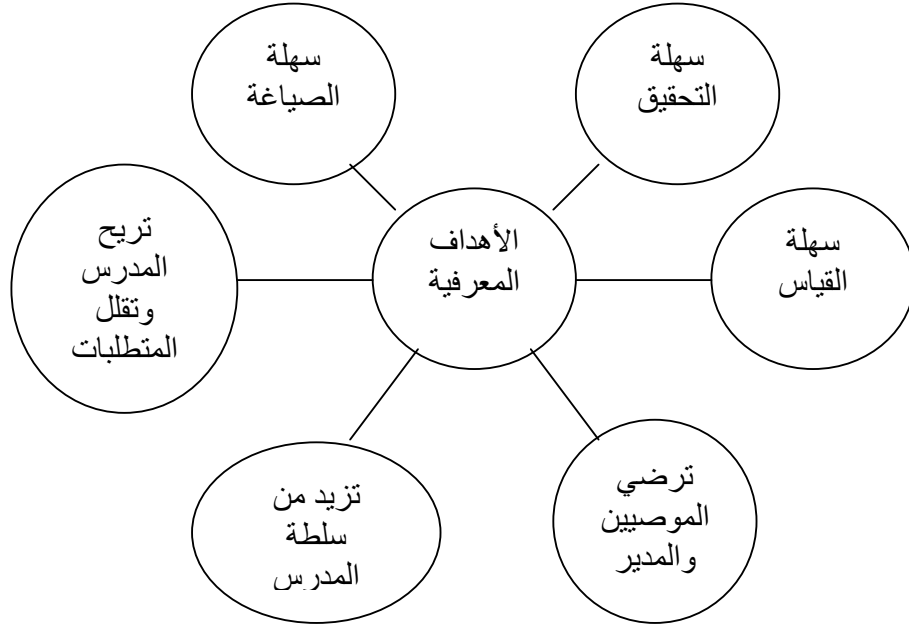 سهلة
التحقيق
سهلة
الصياغة
الأهداف
المعرفية
سهلة
القياس
تريح
المدرس
وتقلل
المتطلبات
ترضي
الموصيين
والمدير
تزيد من
سلطة
المدرس